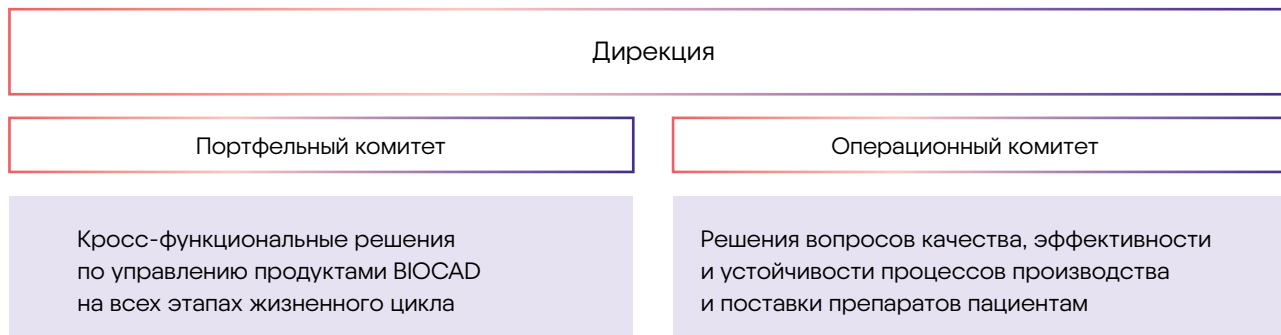 Дирекция
Портфельный комитет
Операционный комитет
Кросс-функциональные решения
по управлению продуктами BIOCAD
на всех этапах жизненного цикла
Решения вопросов качества, эффективности
и устойчивости процессов производства
и поставки препаратов пациентам